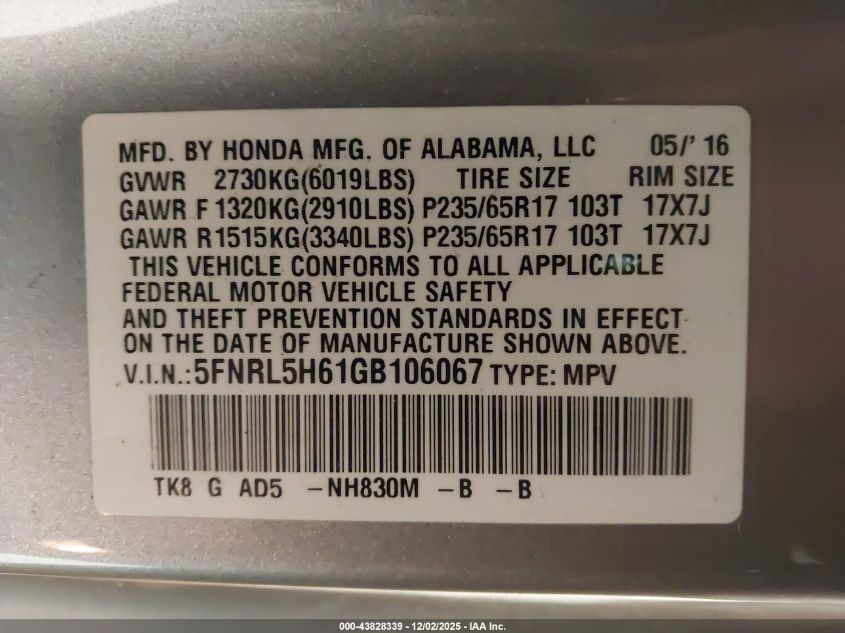 MFD. BY HONDA MFG. OF ALABAMA, LLC 05/' 16
GVWR 2730KG(6019LBS) TIRE SIZE RIM SIZE
GAWR F 1320KG(2910LBS) P235/65R17 103T 17X7J
GAWR R1515KG(3340LBS) P235/65R17 103T 17X7J
THIS VEHICLE CONFORMS TO ALL APPLICABLE
FEDERAL MOTOR VEHICLE SAFETY
AND THEFT PREVENTION STANDARDS IN EFFECT
ON THE DATE OF MANUFACTURE SHOWN ABOVE.
V.I.N.:5FNRL5H61GB106067 TYPE: MPV
TK8 G AD5 -NH830M -B -B
000-43828339 - 12/02/2025 - IAA Inc.